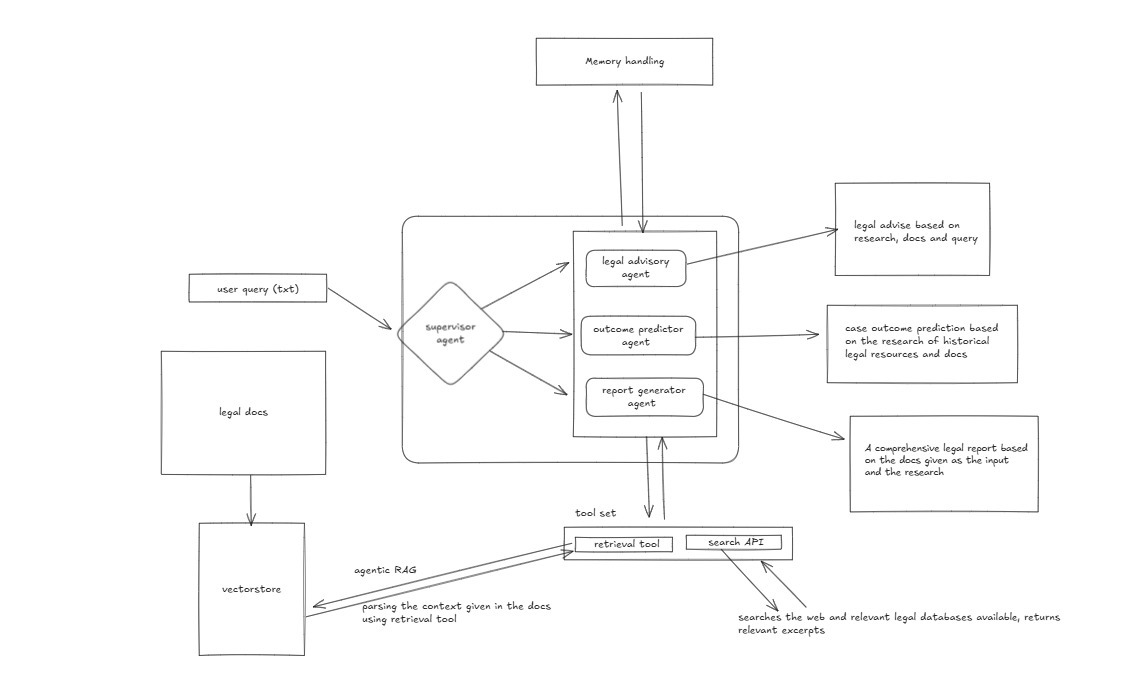 Memory handling
legal advise based on
research, docs and query
legal advisory
agent
user query (txt)
supervisor
agent
outcome predictor
agent
case outcome prediction based
on the research of historical
legal resources and docs
report generator
agent
legal docs
A comprehensive legal report based
on the docs given as the input
and the research
tool set
retrieval tool
search API
agentic RAG
vectorstore
parsing the context given in the docs
using retrieval tool
searches the web and relevant legal databases available, returns
relevant excerpts